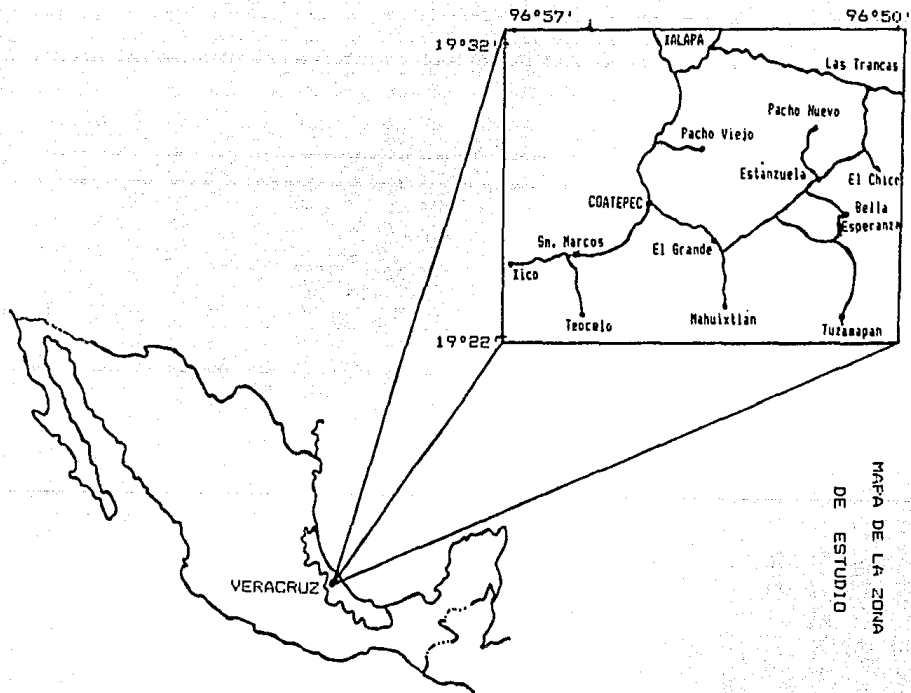 96°57'
96°50'
19°32'
XALAPA
Las Trancas
Pacho Nuevo
Pacho Viejo
Estanzuela
El Chico
COATEPEC
Bella
Esperanza
Sn. Marcos
El Grande
Xico
Teocelo
Mahuixtlán
Tuzamapan
19°22'
VERACRUZ
MAPA DE LA ZONA
DE ESTUDIO